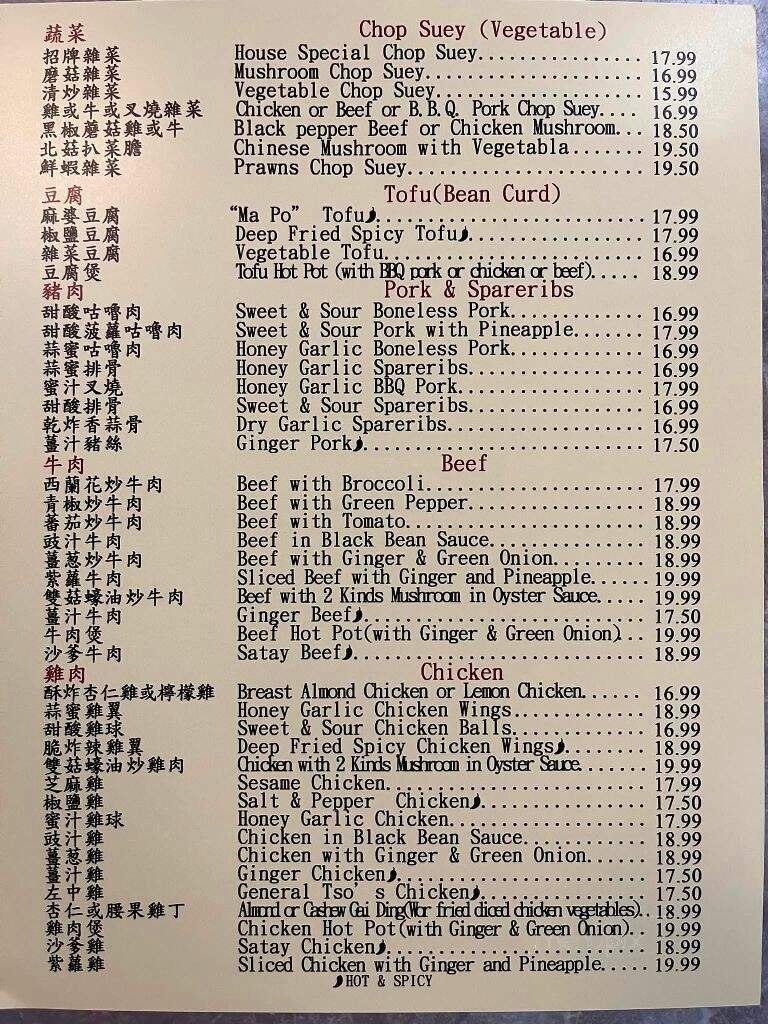 蔬菜 Chop Suey (Vegetable)
招牌雜菜 House Special Chop Suey................ 17.99
磨菇雜菜 Mushroom Chop Suey..................... 16.99
清炒雜菜 Vegetable Chop Suey.................... 15.99
雞或牛或叉燒雜菜 Chicken or Beef or B.B.Q. Pork Chop Suey.... 16.99
黑椒蘑菇雞或牛 Black pepper Beef or Chicken Mushroom... 18.50
北菇扒菜膽 Chinese Mushroom with Vegetabla....... 19.50
鮮蝦雜菜 Prawns Chop Suey....................... 19.50
豆腐 Tofu(Bean Curd)
麻婆豆腐 “Ma Po” Tofu🌶.......................... 17.99
椒鹽豆腐 Deep Fried Spicy Tofu🌶................. 17.99
雜菜豆腐 Vegetable Tofu......................... 16.99
豆腐煲 Tofu Hot Pot (with BBQ pork or chicken or beef)..... 18.99
豬肉 Pork & Spareribs
甜酸咕嚕肉 Sweet & Sour Boneless Pork............. 16.99
甜酸菠蘿咕嚕肉 Sweet & Sour Pork with Pineapple....... 17.99
蒜蜜咕嚕肉 Honey Garlic Boneless Pork............. 16.99
蒜蜜排骨 Honey Garlic Spareribs................. 16.99
蜜汁叉燒 Honey Garlic BBQ Pork.................. 17.99
甜酸排骨 Sweet & Sour Spareribs................. 16.99
乾炸香蒜骨 Dry Garlic Spareribs................... 16.99
薑汁豬絲 Ginger Pork🌶........................... 17.50
牛肉 Beef
西蘭花炒牛肉 Beef with Broccoli..................... 17.99
青椒炒牛肉 Beef with Green Pepper................. 18.99
蕃茄炒牛肉 Beef with Tomato....................... 18.99
豉汁牛肉 Beef in Black Bean Sauce............... 18.99
薑葱炒牛肉 Beef with Ginger & Green Onion......... 18.99
紫蘿牛肉 Sliced Beef with Ginger and Pineapple...... 19.99
雙菇蠔油炒牛肉 Beef with 2 Kinds Mushroom in Oyster Sauce..... 19.99
薑汁牛肉 Ginger Beef🌶........................... 17.50
牛肉煲 Beef Hot Pot(with Ginger & Green Onion)... 19.99
沙爹牛肉 Satay Beef🌶............................ 18.99
雞肉 Chicken
酥炸杏仁雞或檸檬雞 Breast Almond Chicken or Lemon Chicken...... 16.99
蒜蜜雞翼 Honey Garlic Chicken Wings............. 18.99
甜酸雞球 Sweet & Sour Chicken Balls............. 16.99
脆炸辣雞翼 Deep Fried Spicy Chicken Wings🌶........ 18.99
雙菇蠔油炒雞肉 Chicken with 2 Kinds Mushroom in Oyster Sauce....... 19.99
芝麻雞 Sesame Chicken......................... 17.99
椒鹽雞 Salt & Pepper Chicken🌶................ 17.50
蜜汁雞球 Honey Garlic Chicken................... 17.99
豉汁雞 Chicken in Black Bean Sauce............ 18.99
薑葱雞 Chicken with Ginger & Green Onion...... 18.99
薑汁雞 Ginger Chicken🌶........................ 17.50
左中雞 General Tso’s Chicken🌶................ 17.50
杏仁或腰果雞丁 Almond or Cashew Gai Ding(Wor fried diced chicken vegetables).. 18.99
雞肉煲 Chicken Hot Pot(with Ginger & Green Onion).. 19.99
沙爹雞 Satay Chicken🌶......................... 18.99
紫蘿雞 Sliced Chicken with Ginger and Pineapple..... 19.99
🌶HOT & SPICY